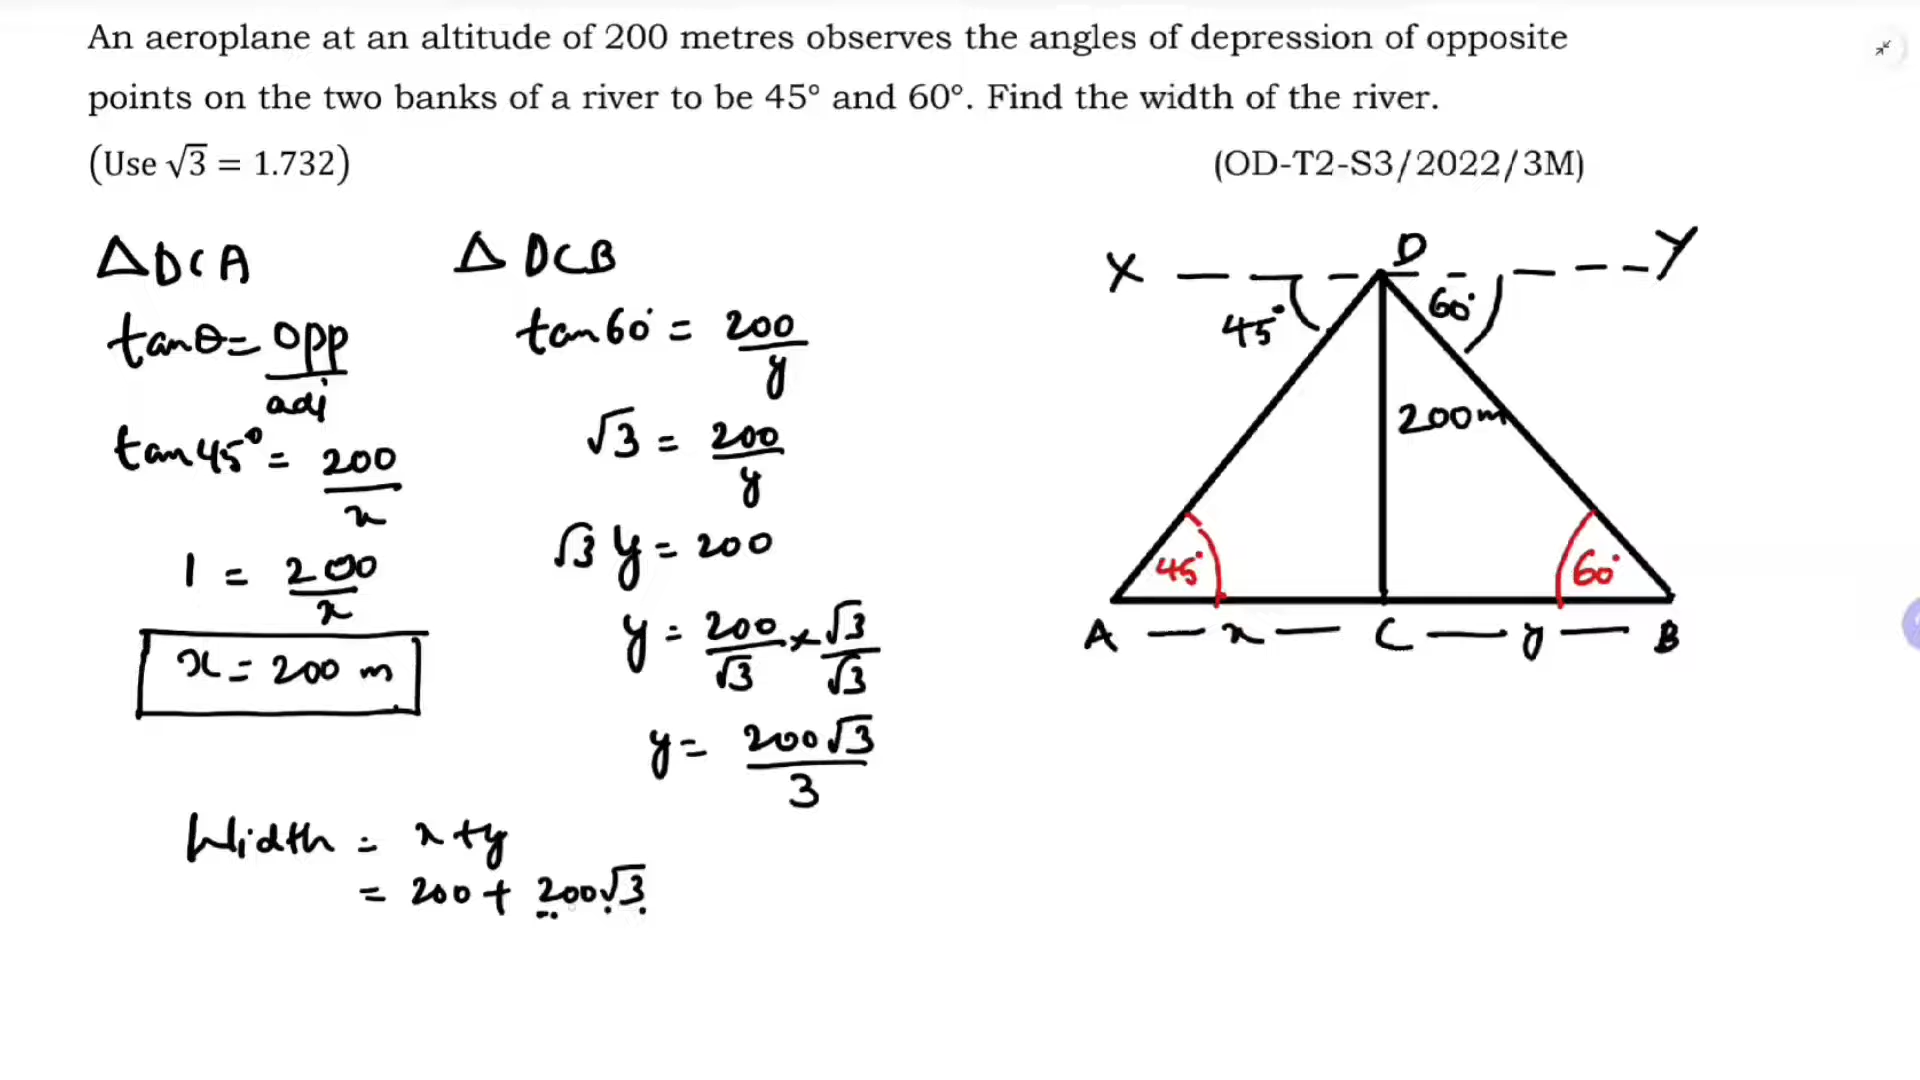 An aeroplane at an altitude of 200 metres observes the angles of depression of opposite
points on the two banks of a river to be 45° and 60°. Find the width of the river.
(Use √3 = 1.732)
(OD-T2-S3/2022/3M)
△DCA
tanθ = opp/adj
tan45° = 200/x
1 = 200/x
x = 200 m
△DCB
tan60° = 200/y
√3 = 200/y
√3 y = 200
y = 200/√3 × √3/√3
y = 200√3/3
Width = x+y
= 200 + 200√3
X D Y
45° 60°
200m
45° 60°
A x C y B